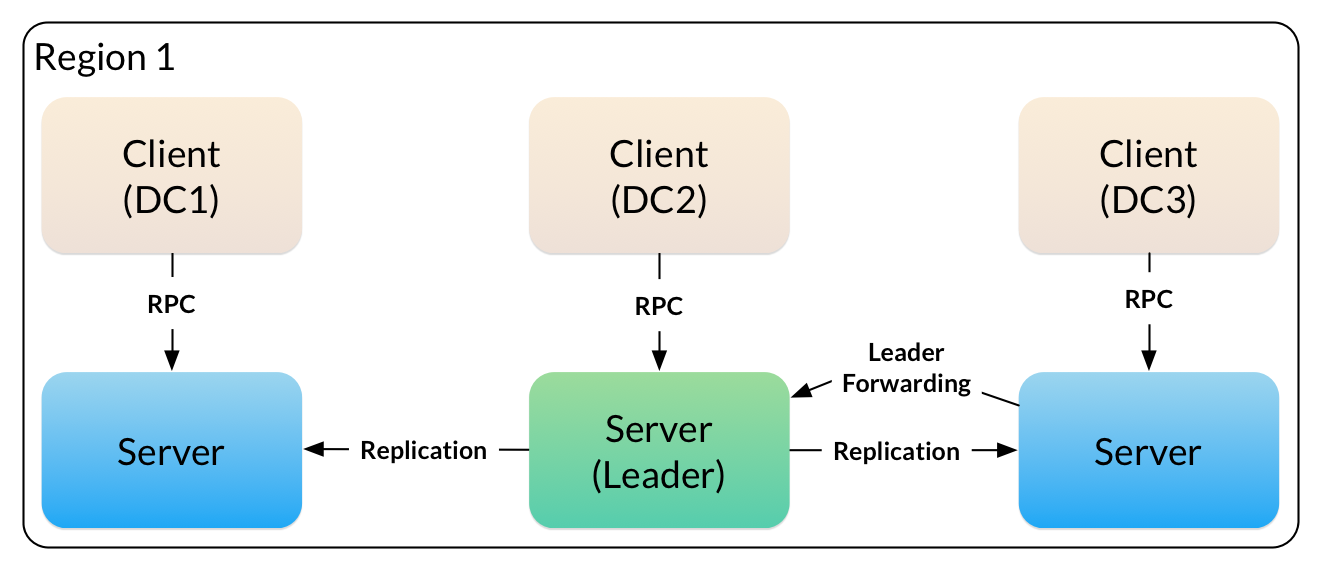 Region 1
Client
(DC1)
Client
(DC2)
Client
(DC3)
RPC
RPC
RPC
Leader
Forwarding
Server
Replication
Server
(Leader)
Replication
Server